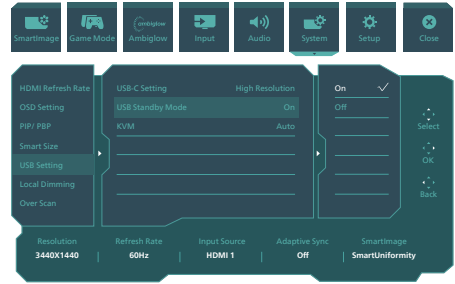 ambiglow
SmartImage
Game Mode
Ambiglow
Input
Audio
System
Setup
Close
HDMI Refresh Rate
OSD Setting
PIP/ PBP
Smart Size
USB Setting
Local Dimming
Over Scan
USB-C Setting High Resolution
USB Standby Mode On
KVM Auto
On
Off
Select
OK
Back
Resolution Refresh Rate Input Source Adaptive Sync SmartImage
3440X1440 60Hz HDMI 1 Off SmartUniformity